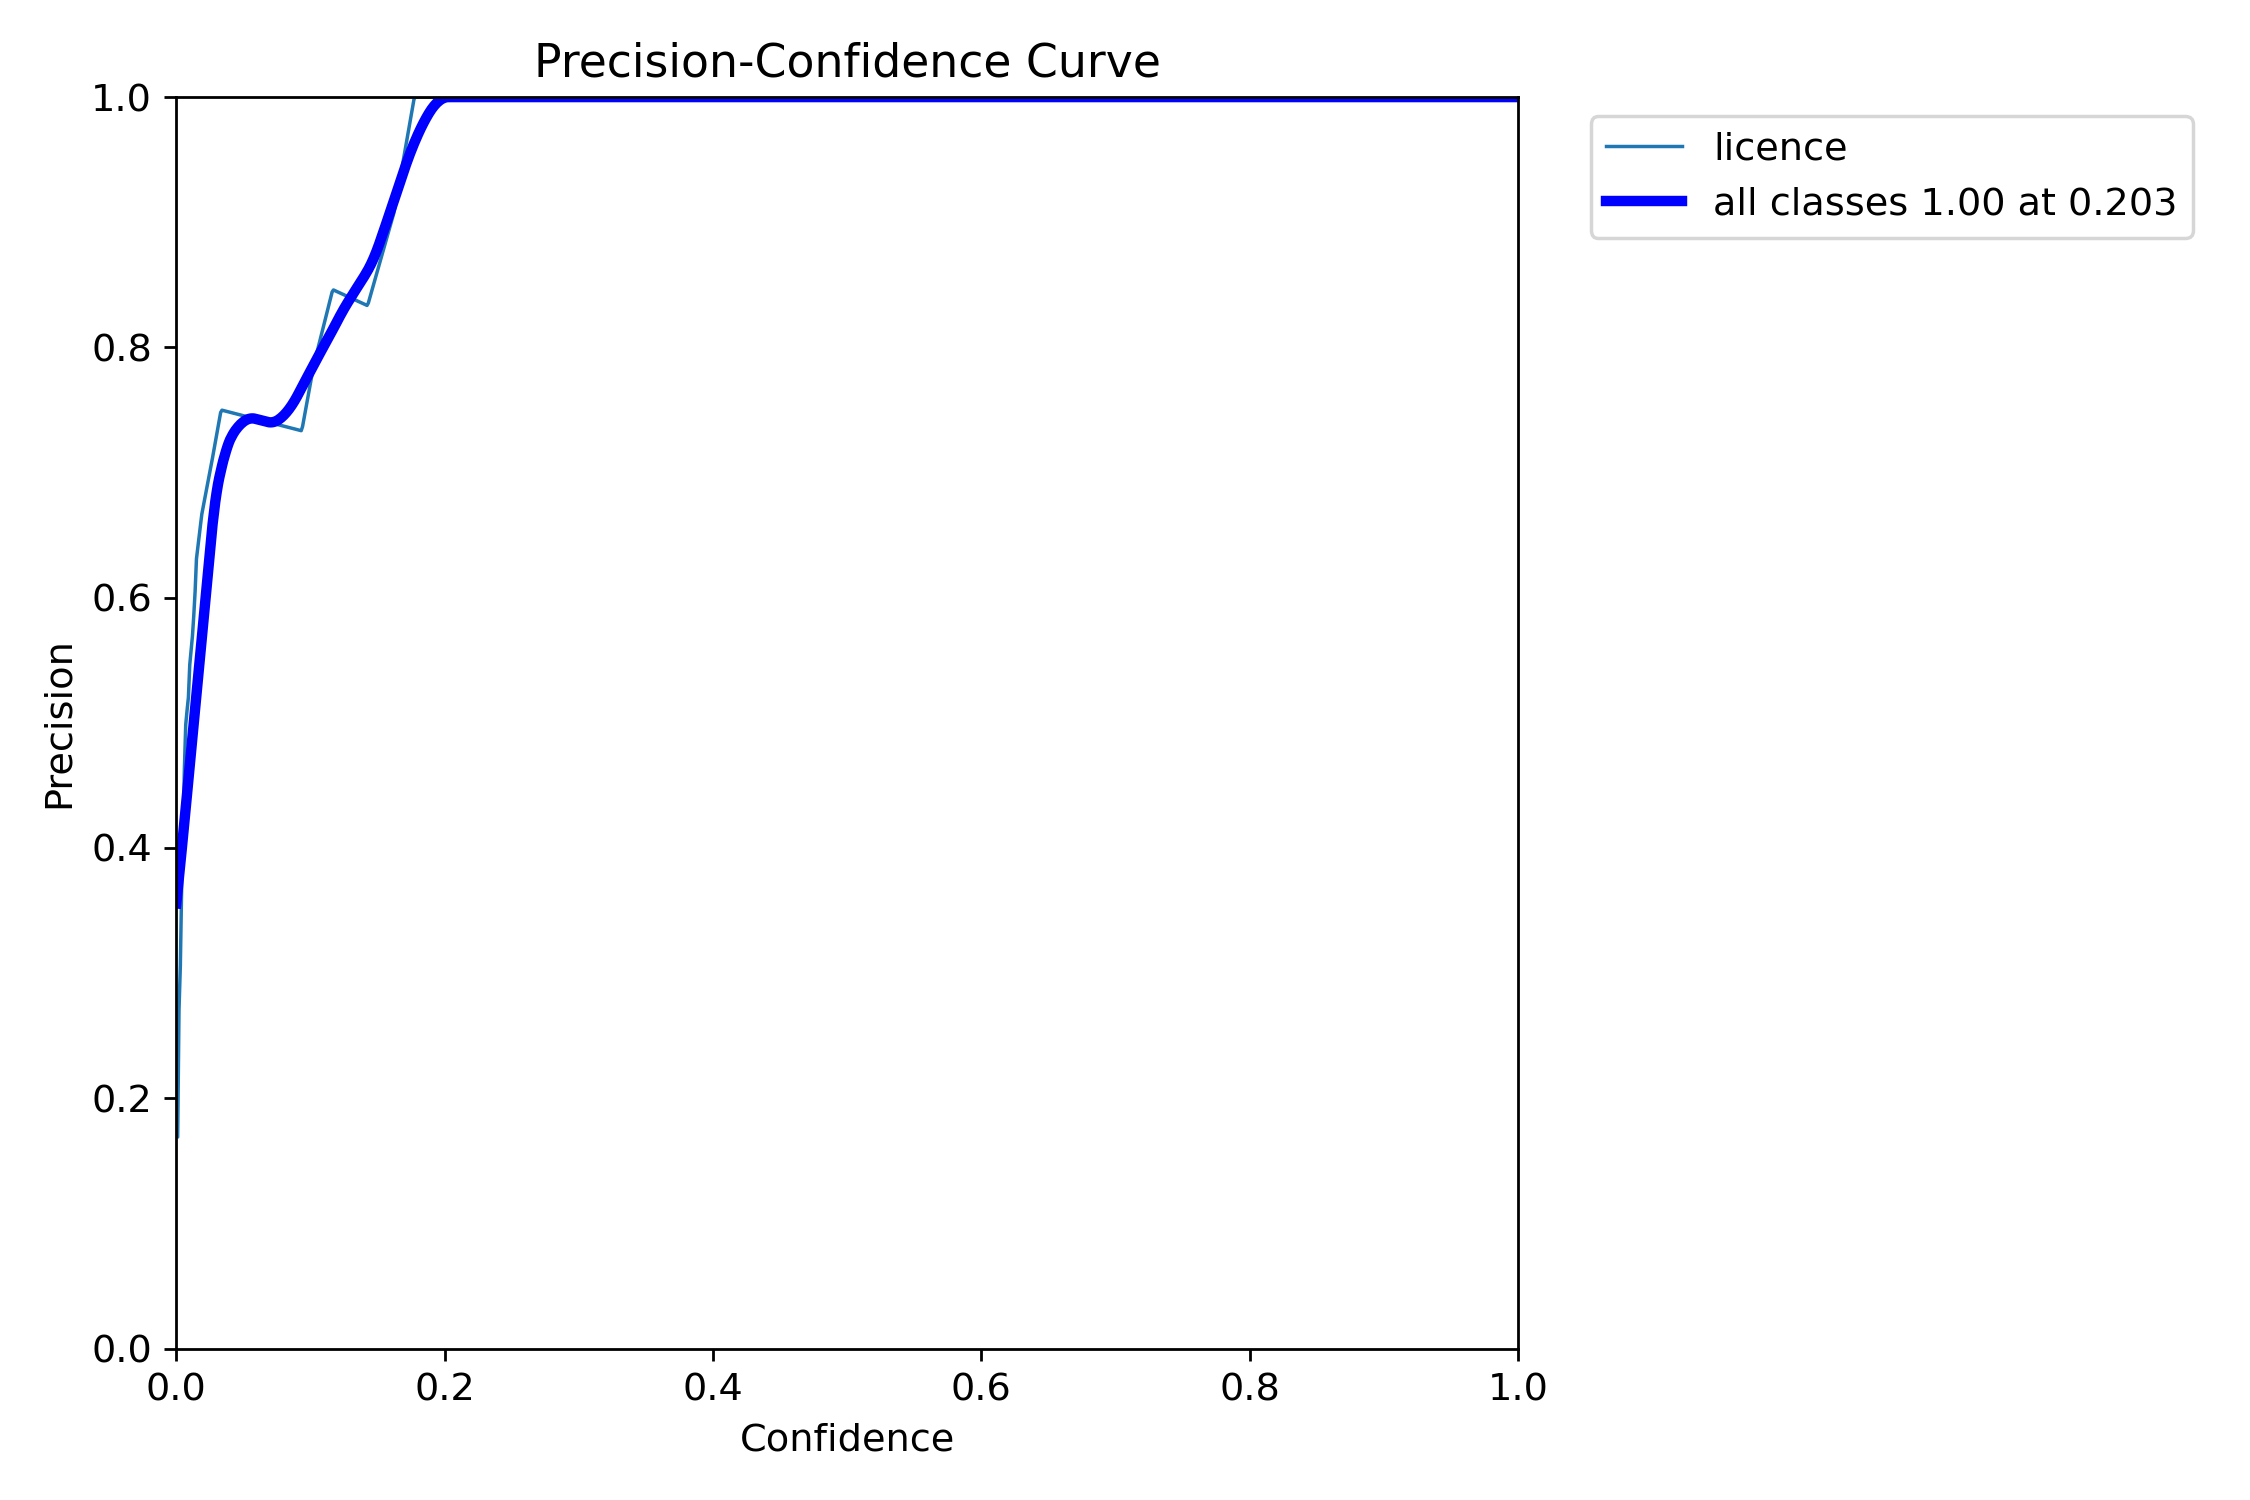 Precision-Confidence Curve
1.0
0.8
0.6
0.4
0.2
0.0
Precision
0.0 0.2 0.4 0.6 0.8 1.0
Confidence
licence
all classes 1.00 at 0.203